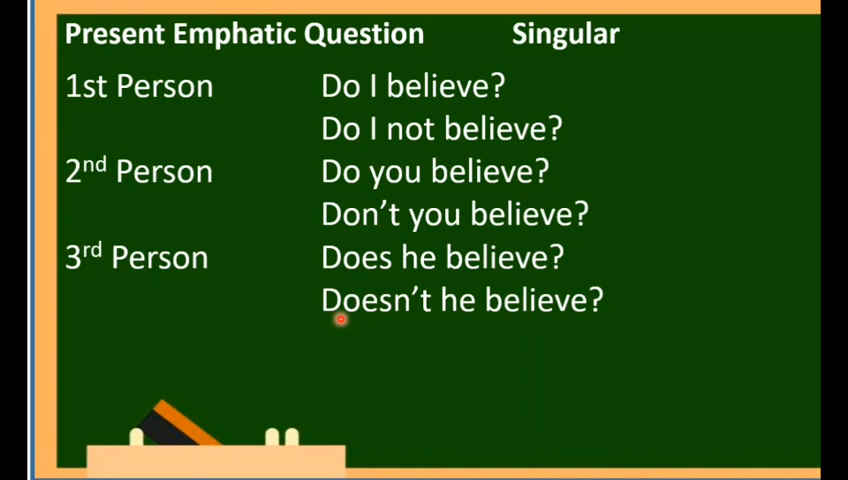 Present Emphatic Question Singular
1st Person Do I believe?
Do I not believe?
2nd Person Do you believe?
Don't you believe?
3rd Person Does he believe?
Doesn't he believe?